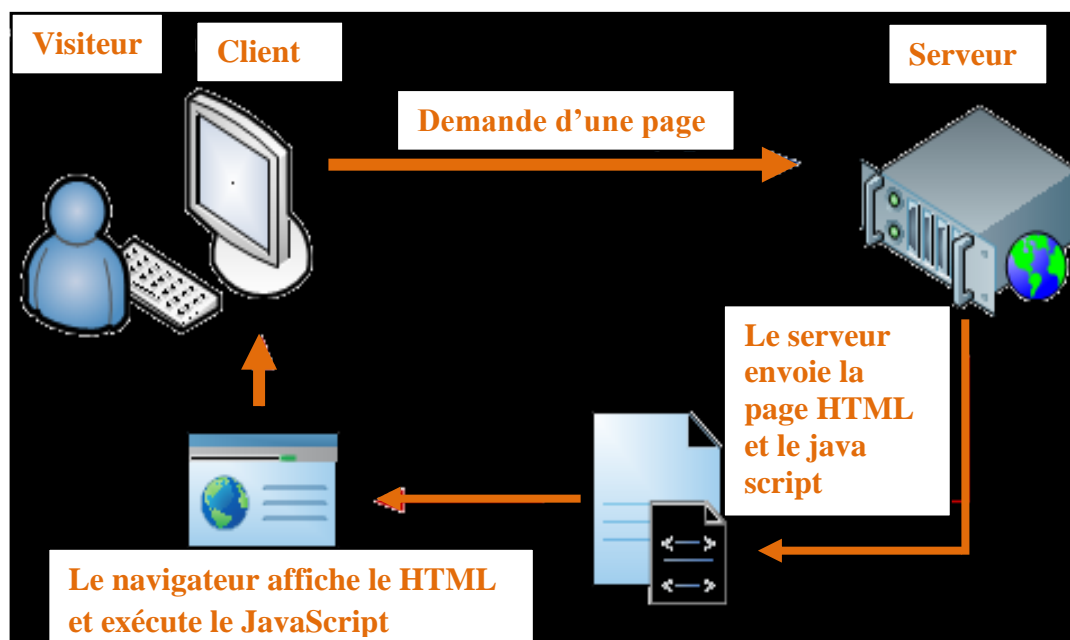 Visiteur
Client
Serveur
Demande d’une page
Le serveur
envoie la
page HTML
et le java
script
Le navigateur affiche le HTML
et exécute le JavaScript